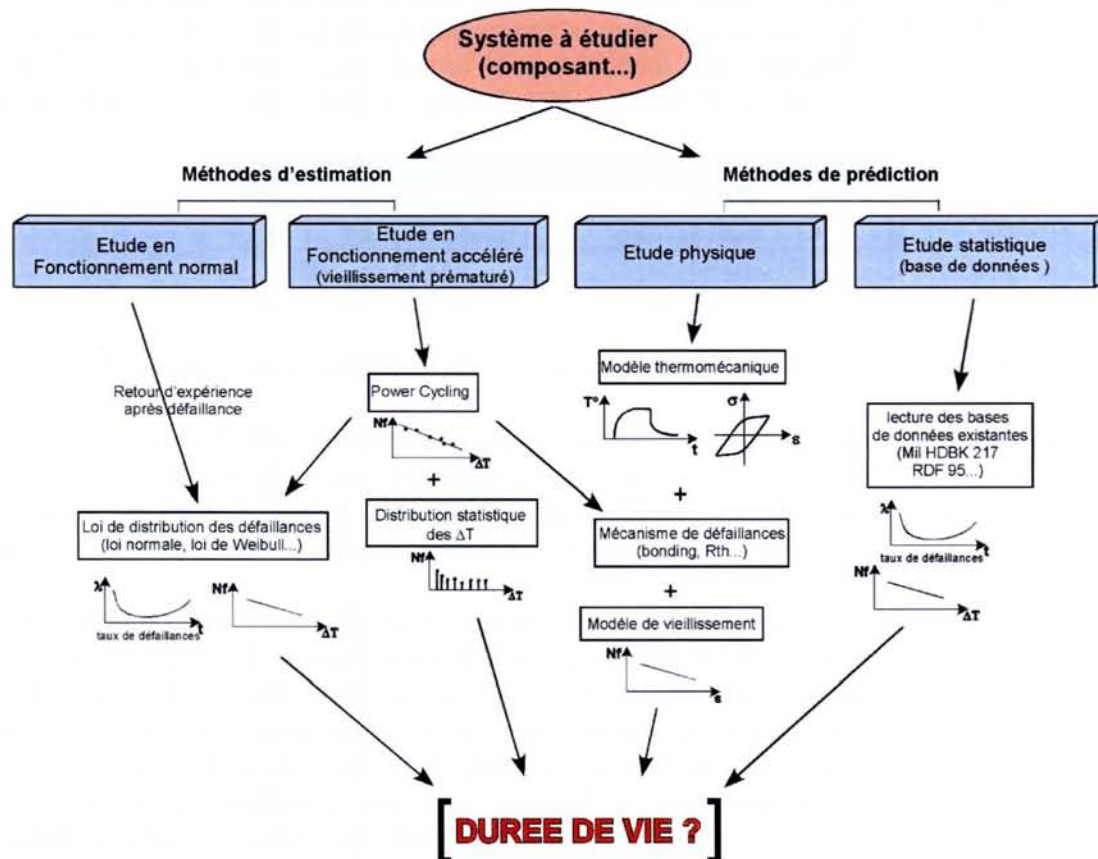 Système à étudier
(composant...)
Méthodes d'estimation
Méthodes de prédiction
Etude en
Fonctionnement normal
Etude en
Fonctionnement accéléré
(vieillissement prématuré)
Etude physique
Etude statistique
(base de données )
Retour d'expérience
après défaillance
Power Cycling
Nf
ΔT
+
Distribution statistique
des ΔT
Nf
ΔT
Loi de distribution des défaillances
(loi normale, loi de Weibull...)
λ
t
taux de défaillances
Nf
ΔT
Modèle thermomécanique
T°
t
σ
ε
+
Mécanisme de défaillances
(bonding, Rth...)
+
Modèle de vieillissement
Nf
ε
lecture des bases
de données existantes
(Mil HDBK 217
RDF 95...)
λ
t
taux de défaillances
Nf
ΔT
[DUREE DE VIE ?]